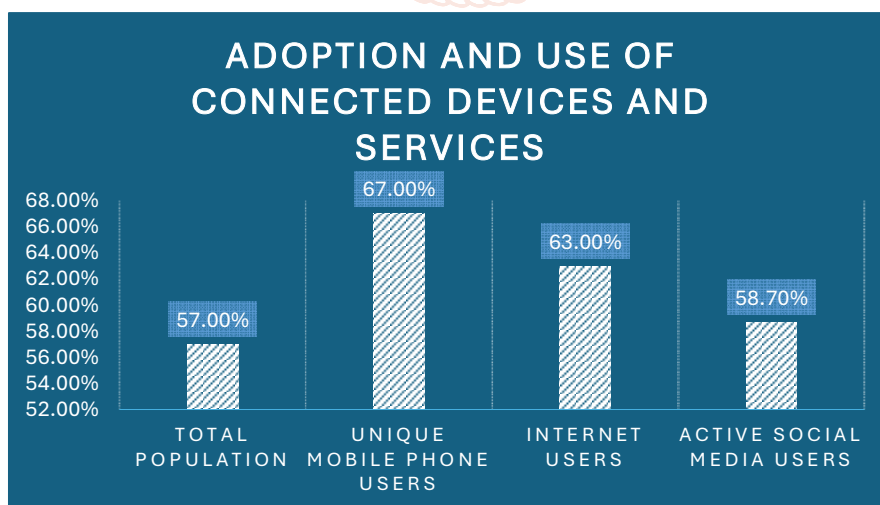 ADOPTION AND USE OF
CONNECTED DEVICES AND
SERVICES
68.00%
66.00%
64.00%
62.00%
60.00%
58.00%
56.00%
54.00%
52.00%
57.00%
67.00%
63.00%
58.70%
TOTAL
POPULATION
UNIQUE
MOBILE PHONE
USERS
INTERNET
USERS
ACTIVE SOCIAL
MEDIA USERS